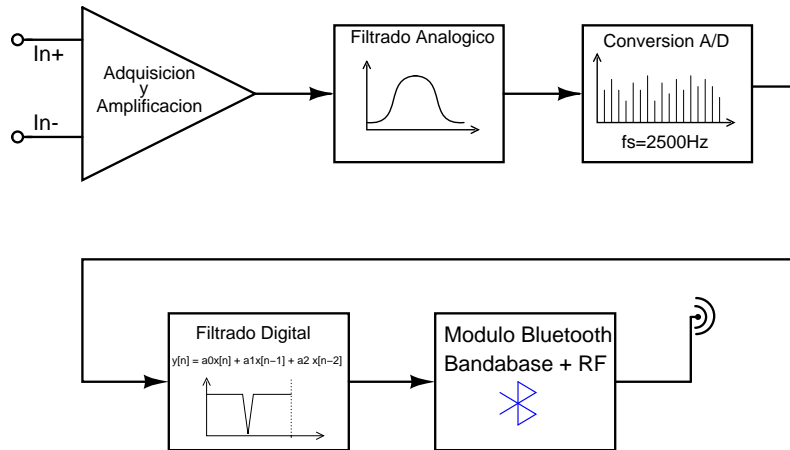 In+
In-
Adquisicion
y
Amplificacion
Filtrado Analogico
Conversion A/D
fs=2500Hz
Filtrado Digital
y[n] = a0x[n] + a1x[n-1] + a2 x[n-2]
Modulo Bluetooth
Bandabase + RF